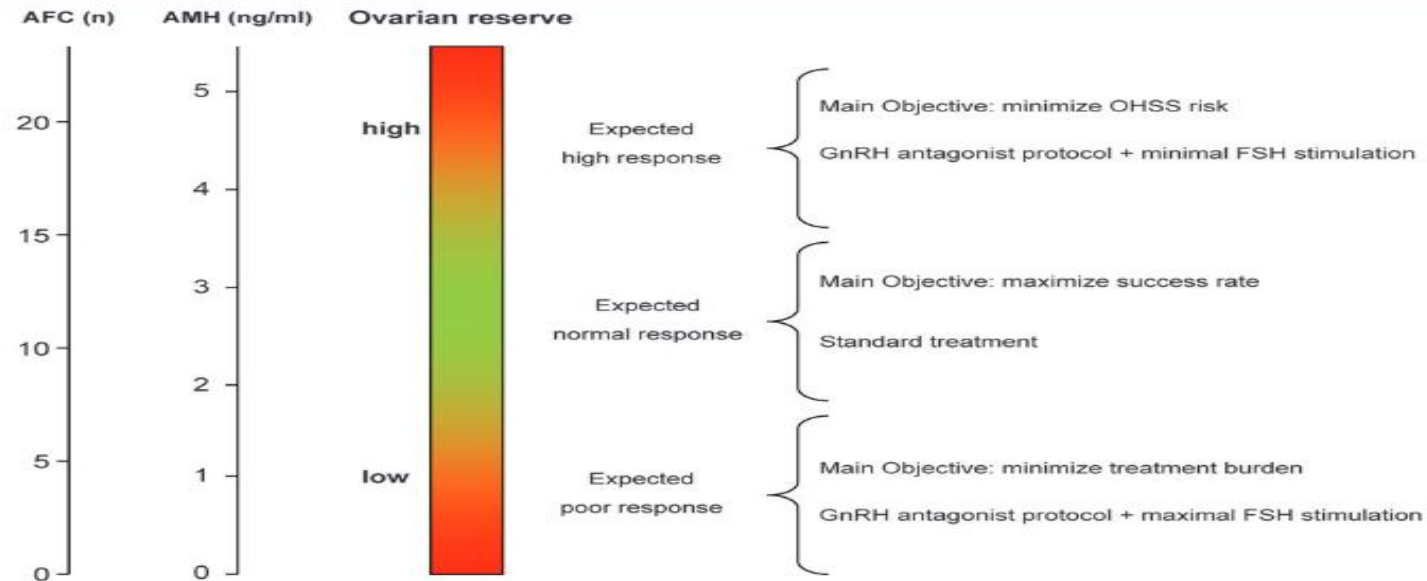 AFC (n) AMH (ng/ml) Ovarian reserve
5
20
high
Expected
high response
Main Objective: minimize OHSS risk
GnRH antagonist protocol + minimal FSH stimulation
4
15
3
Expected
normal response
Main Objective: maximize success rate
Standard treatment
10
2
5
1
low
Expected
poor response
Main Objective: minimize treatment burden
GnRH antagonist protocol + maximal FSH stimulation
0
0